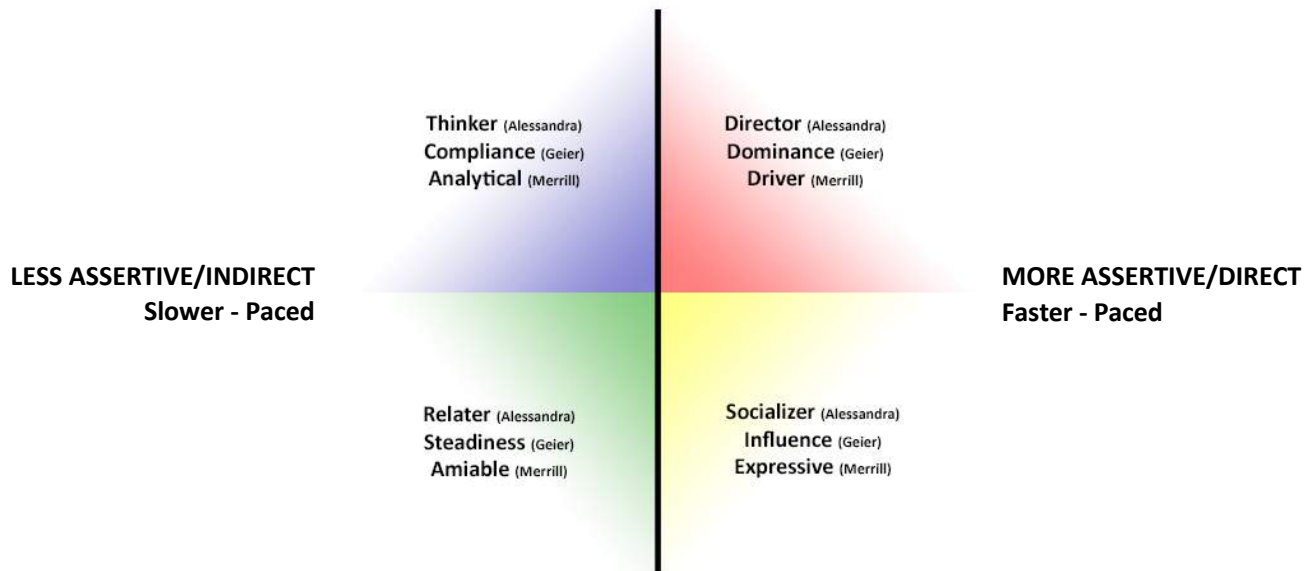 Thinker (Alessandra)
Compliance (Geier)
Analytical (Merrill)
Director (Alessandra)
Dominance (Geier)
Driver (Merrill)
LESS ASSERTIVE/INDIRECT
Slower - Paced
MORE ASSERTIVE/DIRECT
Faster - Paced
Relater (Alessandra)
Steadiness (Geier)
Amiable (Merrill)
Socializer (Alessandra)
Influence (Geier)
Expressive (Merrill)